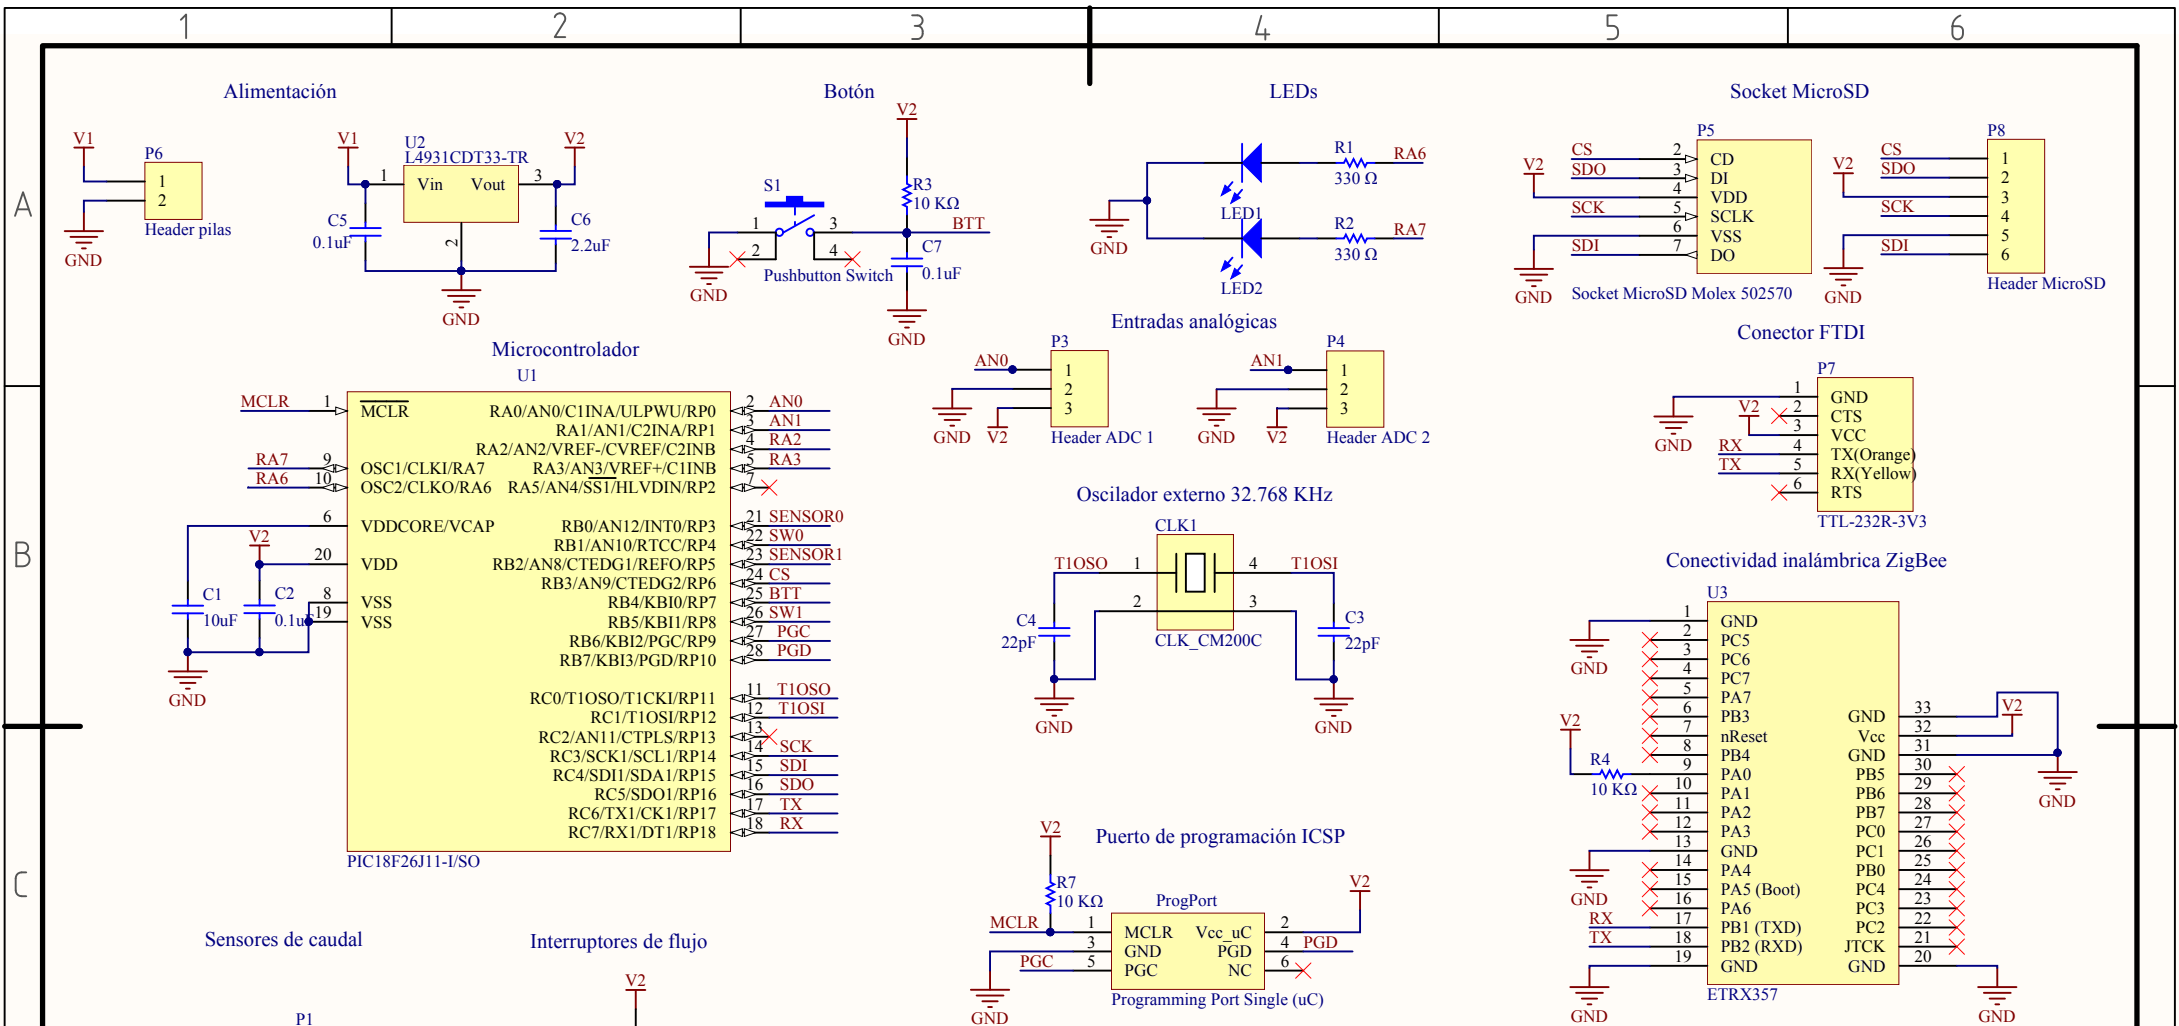 1 2 3 4 5 6
A
B
C
Alimentación
V1
P6
1
2
Header pilas
GND
V1
U2
L4931CDT33-TR
1 Vin Vout 3
2
V2
C5
0.1uF
C6
2.2uF
GND
Botón
V2
R3
10 KΩ
S1
1 3
2 4
BTT
Pushbutton Switch
C7
0.1uF
GND
GND
LEDs
R1
330 Ω
RA6
LED1
R2
330 Ω
RA7
LED2
GND
Socket MicroSD
P5
CS 2 CD
SDO 3 DI
V2 4 VDD
SCK 5 SCLK
6 VSS
SDI 7 DO
GND
Socket MicroSD Molex 502570
P8
CS 1
SDO 2
V2 3
SCK 4
5
SDI 6
GND
Header MicroSD
Entradas analógicas
P3
AN0 1
2
3
GND V2
Header ADC 1
P4
AN1 1
2
3
GND V2
Header ADC 2
Conector FTDI
P7
1 GND
2 CTS
V2 3 VCC
RX 4 TX(Orange)
TX 5 RX(Yellow)
6 RTS
GND
TTL-232R-3V3
Microcontrolador
U1
MCLR 1 MCLR
RA7 9 OSC1/CLKI/RA7
RA6 10 OSC2/CLKO/RA6
6 VDDCORE/VCAP
V2 20 VDD
8 VSS
19 VSS
C1
10uF
C2
0.1uF
GND
RA0/AN0/C1INA/ULPWU/RP0 2 AN0
RA1/AN1/C2INA/RP1 3 AN1
RA2/AN2/VREF-/CVREF/C2INB 4 RA2
RA3/AN3/VREF+/C1INB 5 RA3
RA5/AN4/SS1/HLVDIN/RP2 7
RB0/AN12/INT0/RP3 21 SENSOR0
RB1/AN10/RTCC/RP4 22 SW0
RB2/AN8/CTEDG1/REFO/RP5 23 SENSOR1
RB3/AN9/CTEDG2/RP6 24 CS
RB4/KBI0/RP7 25 BTT
RB5/KBI1/RP8 26 SW1
RB6/KBI2/PGC/RP9 27 PGC
RB7/KBI3/PGD/RP10 28 PGD
RC0/T1OSO/T1CKI/RP11 11 T1OSO
RC1/T1OSI/RP12 12 T1OSI
RC2/AN11/CTPLS/RP13 13
RC3/SCK1/SCL1/RP14 14 SCK
RC4/SDI1/SDA1/RP15 15 SDI
RC5/SDO1/RP16 16 SDO
RC6/TX1/CK1/RP17 17 TX
RC7/RX1/DT1/RP18 18 RX
PIC18F26J11-I/SO
Oscilador externo 32.768 KHz
CLK1
T1OSO 1 4 T1OSI
2 3
CLK_CM200C
C4
22pF
C3
22pF
GND
GND
Conectividad inalámbrica ZigBee
U3
1 GND
2 PC5
3 PC6
4 PC7
5 PA7
6 PB3
7 nReset
8 PB4
9 PA0
10 PA1
11 PA2
12 PA3
13 GND
14 PA4
15 PA5 (Boot)
16 PA6
RX 17 PB1 (TXD)
TX 18 PB2 (RXD)
19 GND
GND
V2
R4
10 KΩ
GND
GND
GND 33
Vcc 32 V2
GND 31
PB5 30
PB6 29
PB7 28
PC0 27
PC1 26
PB0 25
PC4 24
PC3 23
PC2 22
JTCK 21
GND 20
GND
GND
ETRX357
Puerto de programación ICSP
V2
R7
10 KΩ
ProgPort
V2
MCLR 1 MCLR Vcc_uC 2
3 GND PGD 4 PGD
PGC 5 PGC NC 6
GND
Programming Port Single (uC)
Sensores de caudal
P1
Interruptores de flujo
V2